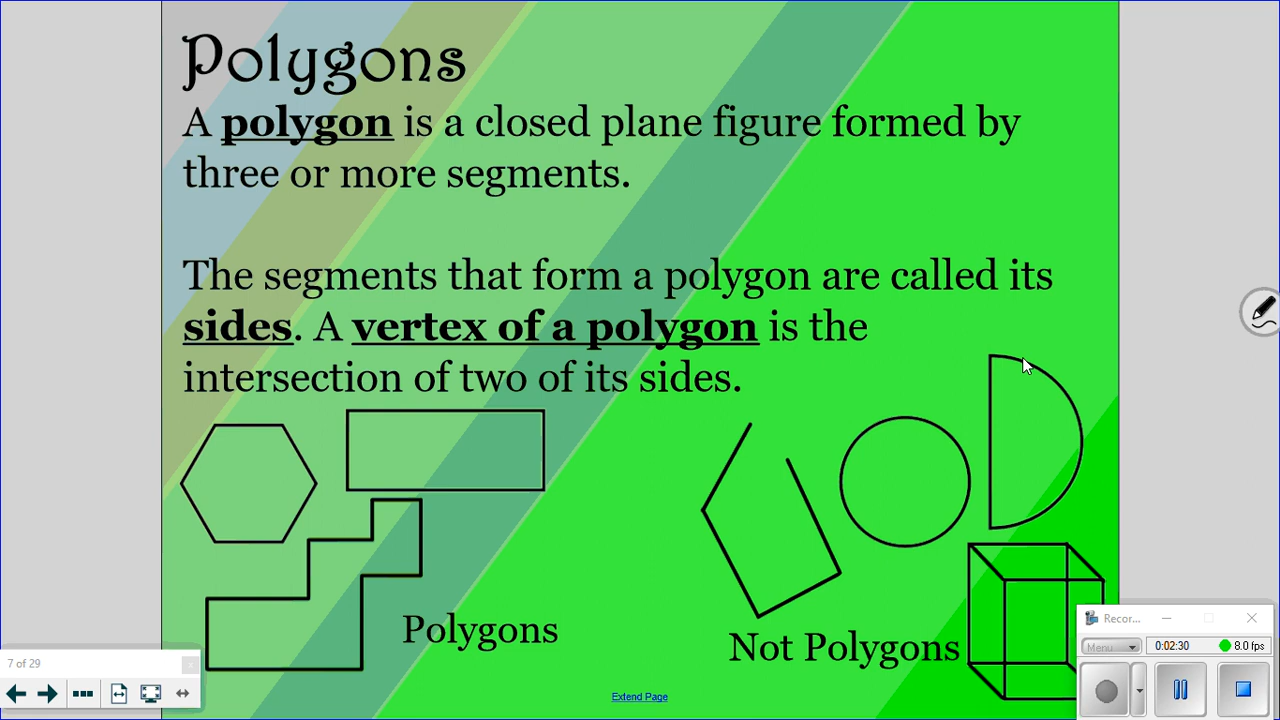 Polygons
A polygon is a closed plane figure formed by
three or more segments.
The segments that form a polygon are called its
sides. A vertex of a polygon is the
intersection of two of its sides.
Polygons
Not Polygons
Extend Page
7 of 29
x
Recor...
Menu
0:02:30
8.0 fps